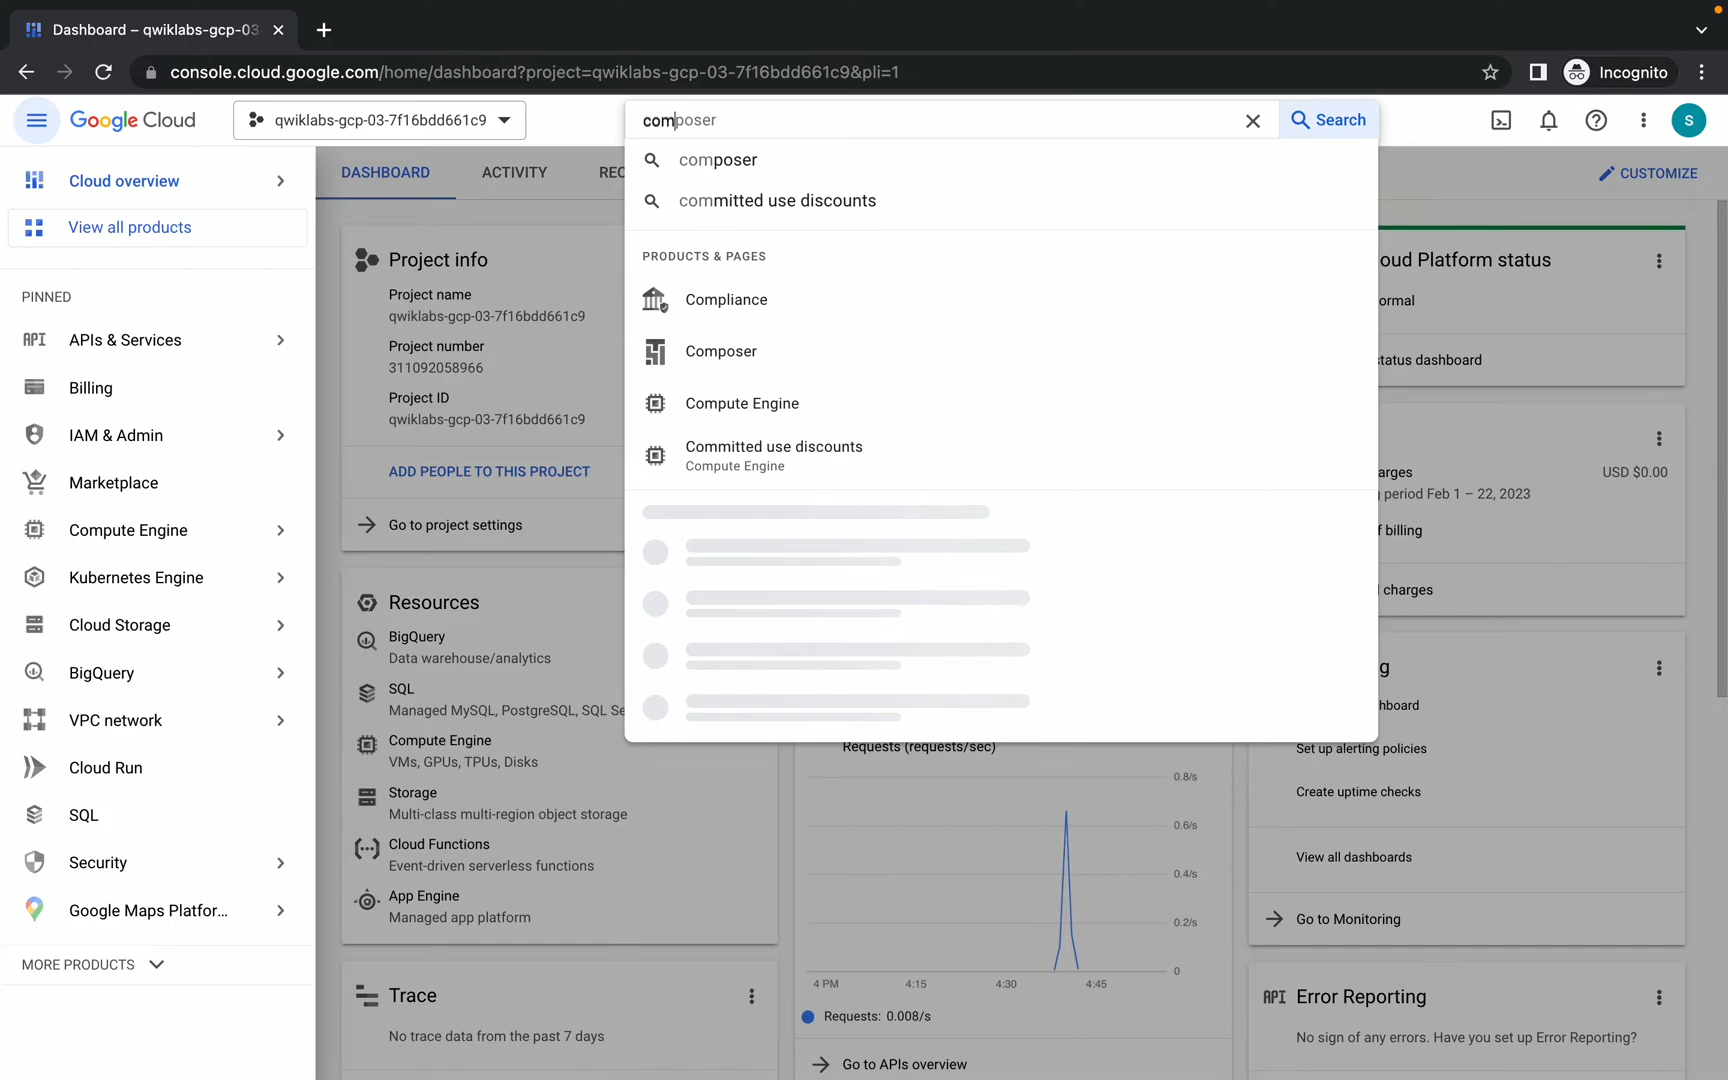 Dashboard – qwiklabs-gcp-03
console.cloud.google.com/home/dashboard?project=qwiklabs-gcp-03-7f16bdd661c9&pli=1
Incognito
Google Cloud
qwiklabs-gcp-03-7f16bdd661c9
composer
Search
S
Cloud overview
View all products
PINNED
API APIs & Services
Billing
IAM & Admin
Marketplace
Compute Engine
Kubernetes Engine
Cloud Storage
BigQuery
VPC network
Cloud Run
SQL
Security
Google Maps Platfor...
MORE PRODUCTS
DASHBOARD
ACTIVITY
REC
CUSTOMIZE
composer
committed use discounts
PRODUCTS & PAGES
Compliance
Composer
Compute Engine
Committed use discounts
Compute Engine
Project info
Project name
qwiklabs-gcp-03-7f16bdd661c9
Project number
311092058966
Project ID
qwiklabs-gcp-03-7f16bdd661c9
ADD PEOPLE TO THIS PROJECT
Go to project settings
Resources
BigQuery
Data warehouse/analytics
SQL
Managed MySQL, PostgreSQL, SQL Se
Compute Engine
VMs, GPUs, TPUs, Disks
Storage
Multi-class multi-region object storage
Cloud Functions
Event-driven serverless functions
App Engine
Managed app platform
Trace
No trace data from the past 7 days
Requests (requests/sec)
0.8/s
0.6/s
0.4/s
0.2/s
0
4 PM
4:15
4:30
4:45
Requests: 0.008/s
Go to APIs overview
oud Platform status
ormal
status dashboard
arges
USD $0.00
g period Feb 1 – 22, 2023
f billing
d charges
g
hboard
Set up alerting policies
Create uptime checks
View all dashboards
Go to Monitoring
API Error Reporting
No sign of any errors. Have you set up Error Reporting?